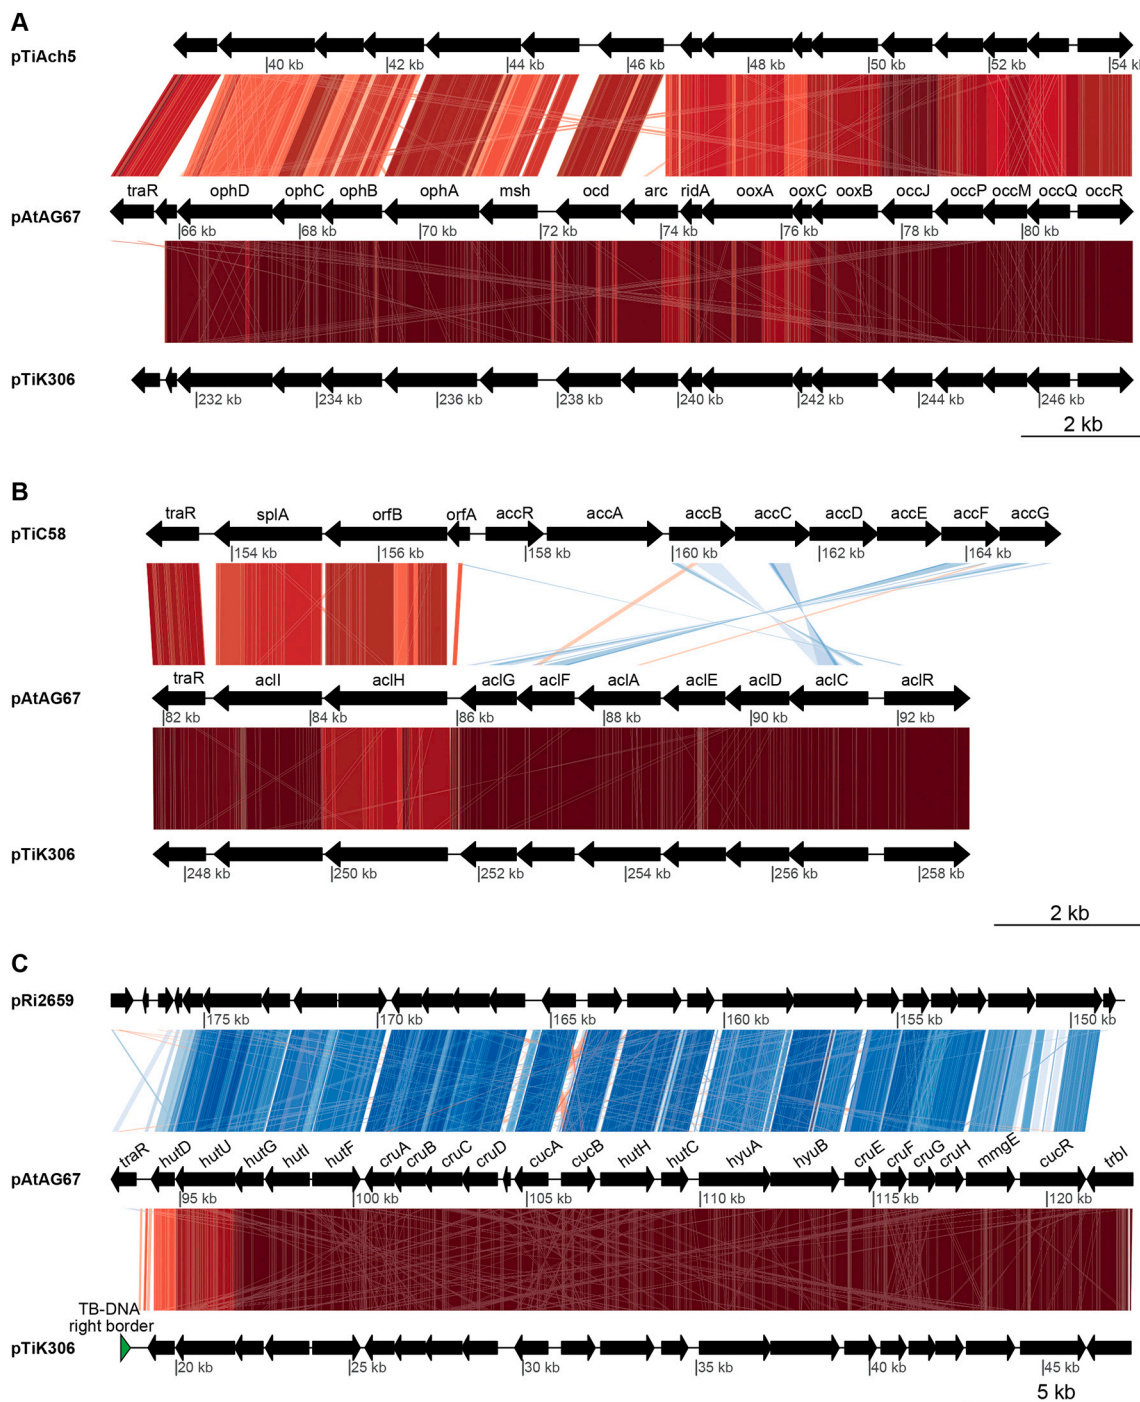 A
pTiAch5
40 kb 42 kb 44 kb 46 kb 48 kb 50 kb 52 kb 54 k
traR ophD ophC ophB ophA msh ocd arc ridA ooxA ooxC ooxB occJ occP occM occQ occR
pAtAG67
66 kb 68 kb 70 kb 72 kb 74 kb 76 kb 78 kb 80 kb
pTiK306
232 kb 234 kb 236 kb 238 kb 240 kb 242 kb 244 kb 246 kb
2 kb
B
traR splA orfB orfA accR accA accB accC accD accE accF accG
pTiC58
154 kb 156 kb 158 kb 160 kb 162 kb 164 kb
traR aclI aclH aclG aclF aclA aclE aclD aclC aclR
pAtAG67
82 kb 84 kb 86 kb 88 kb 90 kb 92 kb
pTiK306
248 kb 250 kb 252 kb 254 kb 256 kb 258 kb
2 kb
C
pRi2659
175 kb 170 kb 165 kb 160 kb 155 kb 150 kb
traR hutD hutU hutG hutI hutF cruA cruB cruC cruD cucA cucB hutH hutC hyuA hyuB cruE cruF cruG cruH mmgE cucR trbI
pAtAG67
95 kb 100 kb 105 kb 110 kb 115 kb 120 kb
TB-DNA
right border
pTiK306
20 kb 25 kb 30 kb 35 kb 40 kb 45 kb
5 kb